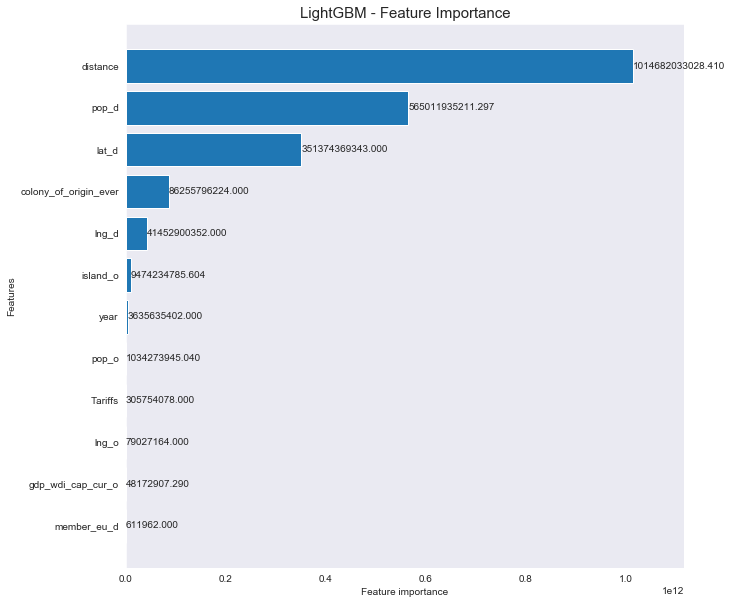 LightGBM - Feature Importance
distance 1014682033028.410
pop_d 565011935211.297
lat_d 351374369343.000
colony_of_origin_ever 86255796224.000
lng_d 41452900352.000
island_o 9474234785.604
Features
year 3635635402.000
pop_o 1034273945.040
Tariffs 305754078.000
lng_o 79027164.000
gdp_wdi_cap_cur_o 48172907.290
member_eu_d 611962.000
0.0 0.2 0.4 0.6 0.8 1.0
Feature importance 1e12